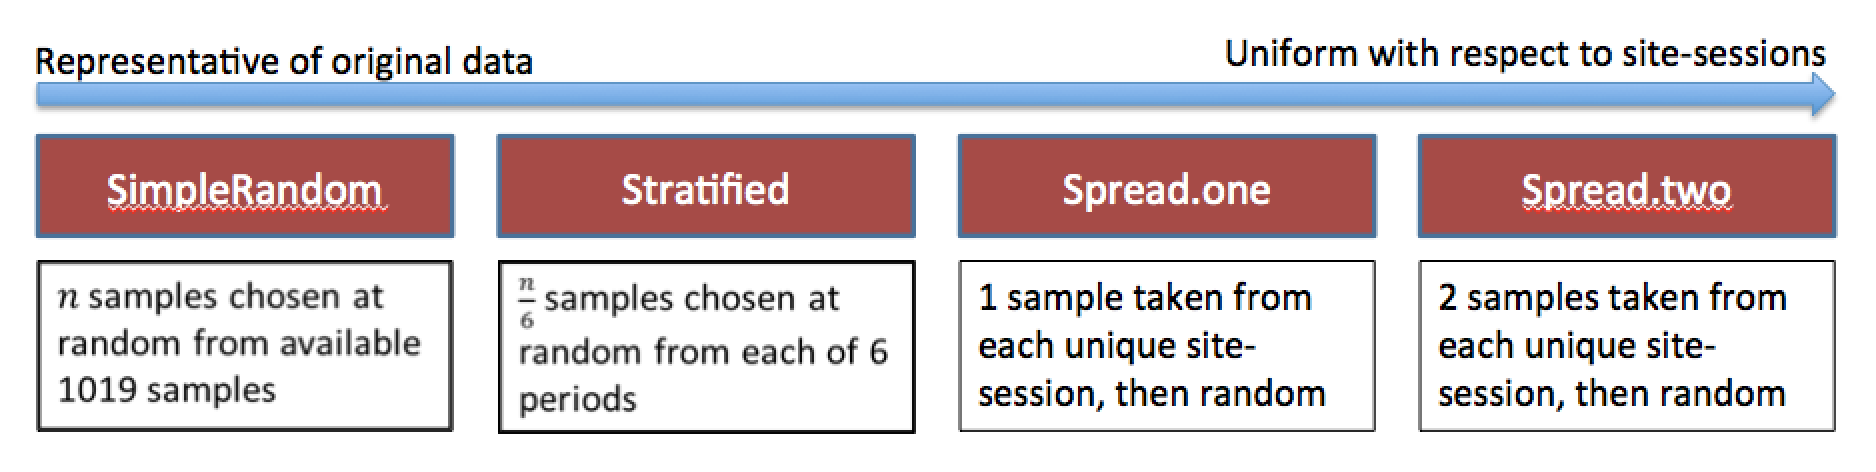 Representative of original data
Uniform with respect to site-sessions
SimpleRandom
Stratified
Spread.one
Spread.two
n samples chosen at
random from available
1019 samples
n/6 samples chosen at
random from each of 6
periods
1 sample taken from
each unique site-
session, then random
2 samples taken from
each unique site-
session, then random